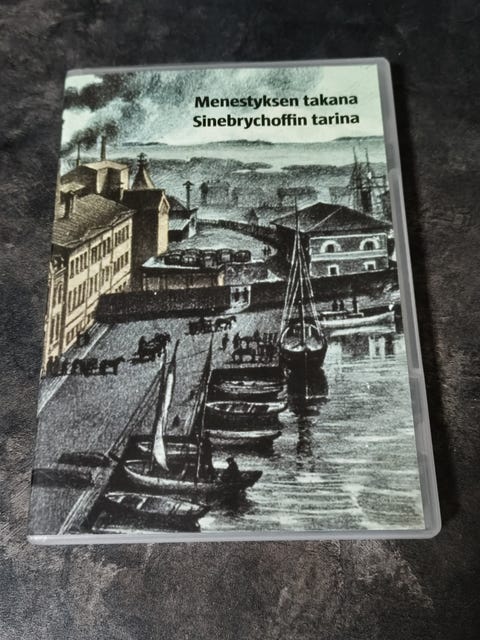 Menestyksen takana
Sinebrychoffin tarina